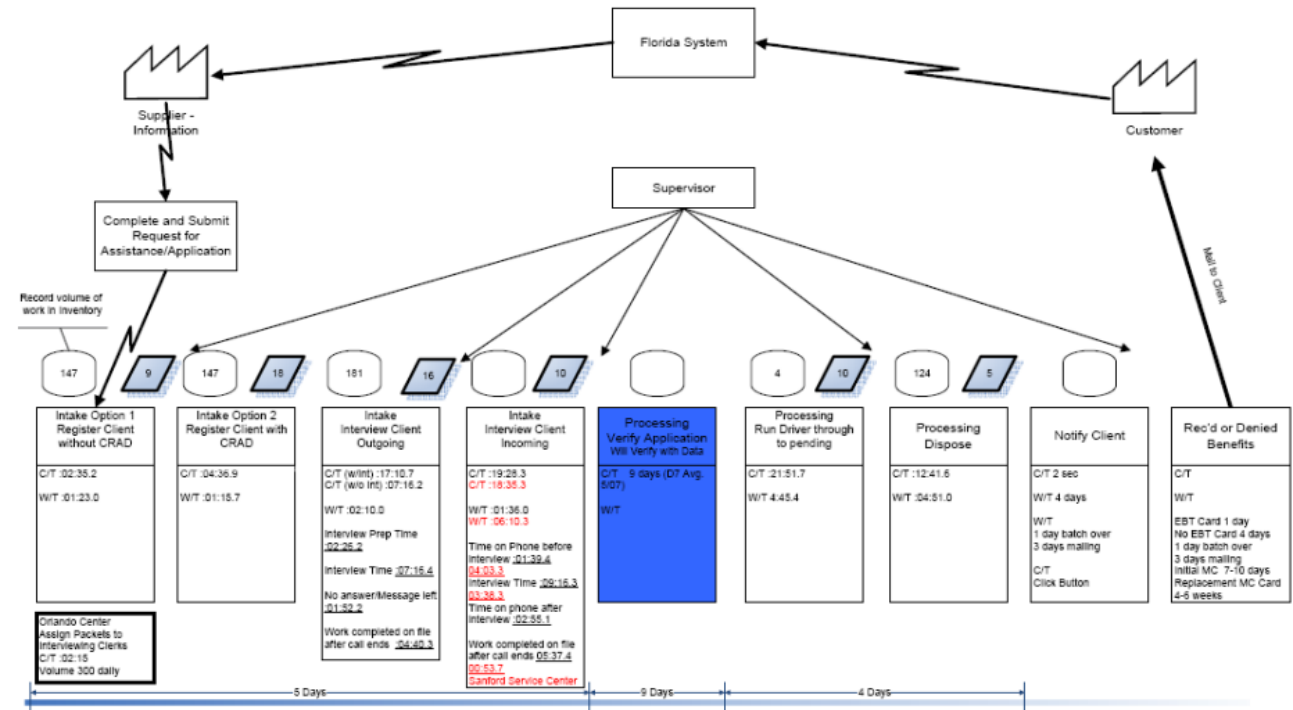 Florida System
Supplier -
Information
Customer
Supervisor
Complete and Submit
Request for
Assistance/Application
Mail to Client
Record volume of
work in Inventory
147
9
147
18
181
16
10
4
10
124
5
Intake Option 1
Register Client
without CRAD
C/T :02:35.2
W/T :01:23.0
Intake Option 2
Register Client with
CRAD
C/T :04:36.9
W/T :01:15.7
Intake
Interview Client
Outgoing
C/T (w/Int) :17:10.7
C/T (w/o Int) :07:16.2
W/T :02:10.0
Interview Prep Time
:02:26.2
Interview Time :07:16.4
No answer/Message left
:01:52.2
Work completed on file
after call ends :04:40.3
Intake
Interview Client
Incoming
C/T :19:28.3
C/T :18:35.3
W/T :01:36.0
W/T :06:10.3
Time on Phone before
Interview :01:39.4
04:03.3
Interview Time :09:16.3
03:38.3
Time on phone after
Interview :02:55.1
Work completed on file
after call ends 05:37.4
00:53.7
Sanford Service Center
Processing
Verify Application
Will Verify with Data
C/T 9 days (D7 Avg.
5/07)
W/T
Processing
Run Driver through
to pending
C/T :21:51.7
W/T 4:45.4
Processing
Dispose
C/T :12:41.6
W/T :04:51.0
Notify Client
C/T 2 sec
W/T 4 days
W/T
1 day batch over
3 days mailing
C/T
Click Button
Rec'd or Denied
Benefits
C/T
W/T
EBT Card 1 day
No EBT Card 4 days
1 day batch over
3 days mailing
Initial MC 7-10 days
Replacement MC Card
4-6 weeks
Orlando Center
Assign Packets to
Interviewing Clerks
C/T :02:15
Volume 300 daily
5 Days
9 Days
4 Days